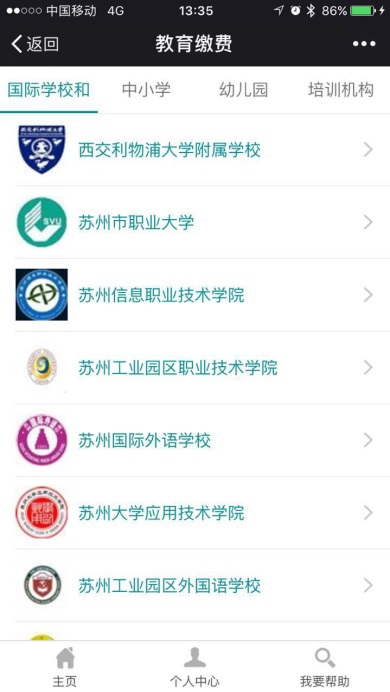 中国移动 4G 13:35 86%
返回 教育缴费
国际学校和 中小学 幼儿园 培训机构
西交利物浦大学附属学校
SVU 苏州市职业大学
苏州信息职业技术学院
苏州工业园区职业技术学院
苏州国际外语学校
苏州大学应用技术学院
苏州工业园区外国语学校
主页 个人中心 我要帮助